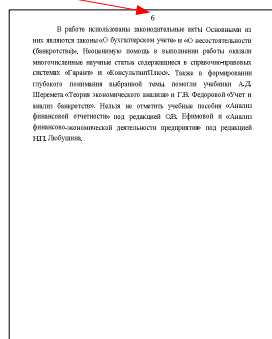 6
В работе использованы законодательные акты Основными из
них являются законы «О бухгалтерском учете» и «О несостоятельности
(банкротстве)», Неоценимую помощь в выполнении работы оказали
многочисленные научные статьи содержащиеся в справочно-правовых
системах «Гарант» и «КонсультантПлюс». Также в формировании
глубокого понимания выбранной темы помогли учебники А.Д.
Шеремета «Теория экономического анализа» и Г.В. Федоровой «Учет и
анализ банкротств». Нельзя не отметить учебные пособия «Анализ
финансовой отчетности» под редакцией О.В. Ефимовой и «Анализ
финансово-экономической деятельности предприятия» под редакцией
Н.П. Любушина.